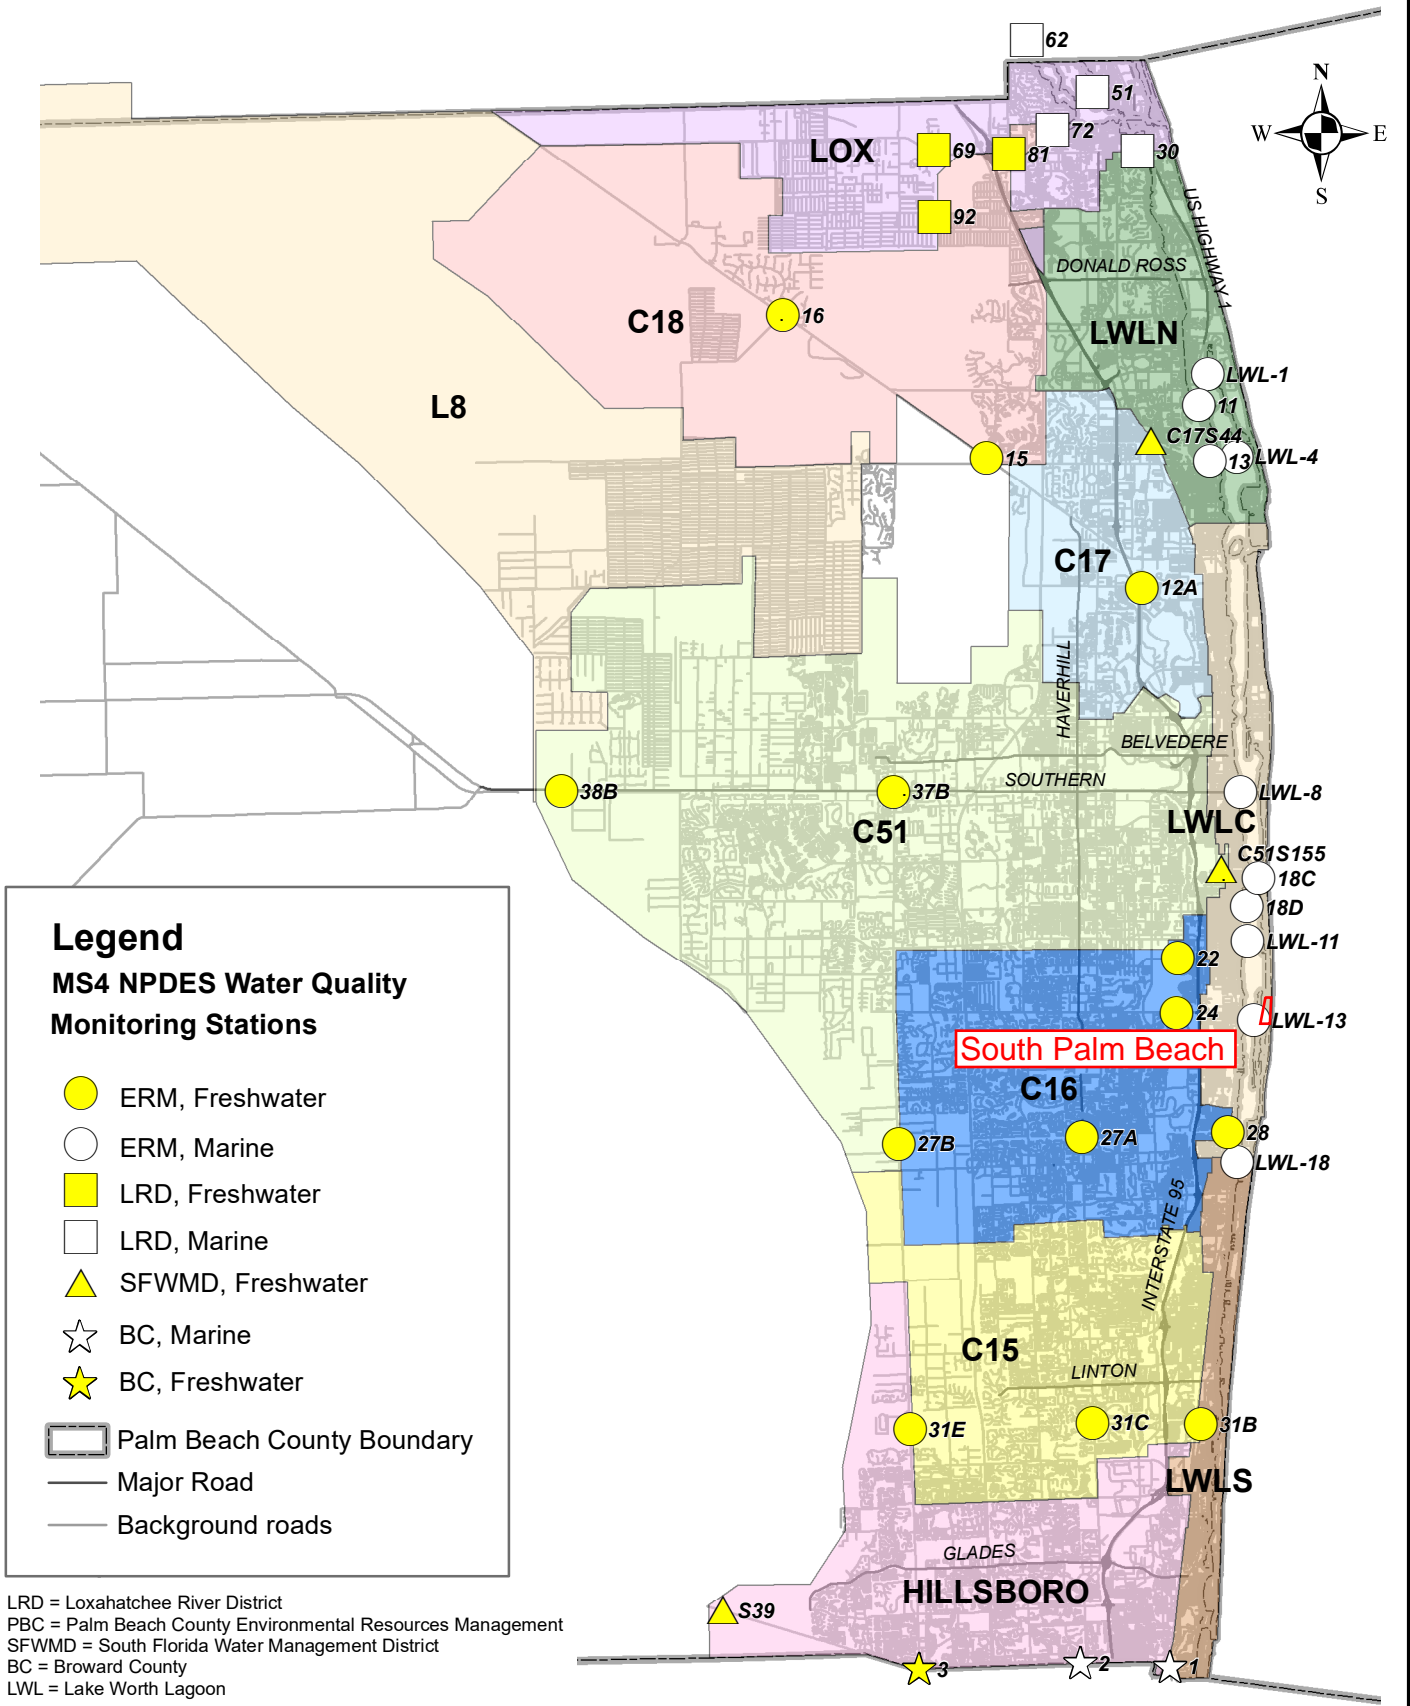 62
51
72
30
N
W E
S
LOX
69
81
92
US HIGHWAY 1
DONALD ROSS
C18
16
LWLN
LWL-1
11
L8
C17S44
15
13
LWL-4
C17
12A
HAVERHILL
BELVEDERE
SOUTHERN
38B
37B
LWL-8
C51
LWLC
C51S155
18C
18D
LWL-11
22
24
LWL-13
South Palm Beach
C16
27B
27A
28
LWL-18
INTERSTATE 95
C15
LINTON
31E
31C
31B
LWLS
GLADES
HILLSBORO
S39
3
2
1
Legend
MS4 NPDES Water Quality
Monitoring Stations
ERM, Freshwater
ERM, Marine
LRD, Freshwater
LRD, Marine
SFWMD, Freshwater
BC, Marine
BC, Freshwater
Palm Beach County Boundary
Major Road
Background roads
LRD = Loxahatchee River District
PBC = Palm Beach County Environmental Resources Management
SFWMD = South Florida Water Management District
BC = Broward County
LWL = Lake Worth Lagoon